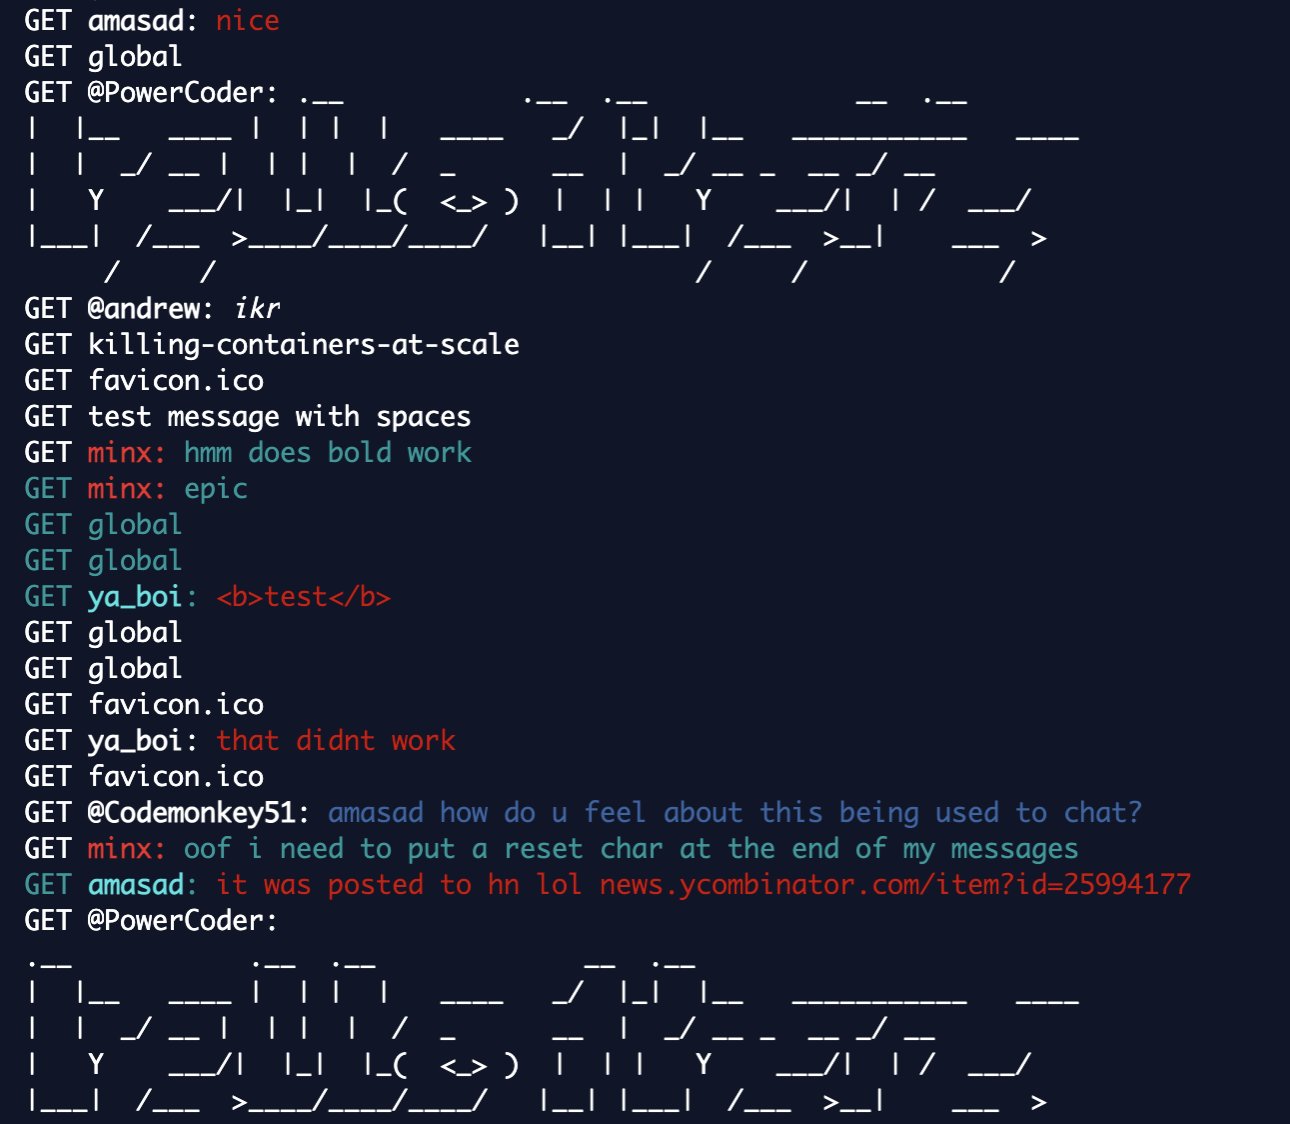 GET amasad: nice
GET global
GET @PowerCoder: .__           .__  .__             __  .__
|  |__   ____ |  | |  |   ____   _/  |_|  |__   ___________   ____
|  |  _/ __ |  | |  |  /  _      __  |  _/ __ _  __ _/ __
|   Y    ___/|  |_|  |_(  <_> )  |  | |   Y    ___/|  | /  ___/
|___|  /___  >____/____/____/   |__| |___|  /___  >__|    ___  >
     /     /                              /     /            /
GET @andrew: ikr
GET killing-containers-at-scale
GET favicon.ico
GET test message with spaces
GET minx: hmm does bold work
GET minx: epic
GET global
GET global
GET ya_boi: <b>test</b>
GET global
GET global
GET favicon.ico
GET ya_boi: that didnt work
GET favicon.ico
GET @Codemonkey51: amasad how do u feel about this being used to chat?
GET minx: oof i need to put a reset char at the end of my messages
GET amasad: it was posted to hn lol news.ycombinator.com/item?id=25994177
GET @PowerCoder:
.__           .__  .__             __  .__
|  |__   ____ |  | |  |   ____   _/  |_|  |__   ___________   ____
|  |  _/ __ |  | |  |  /  _      __  |  _/ __ _  __ _/ __
|   Y    ___/|  |_|  |_(  <_> )  |  | |   Y    ___/|  | /  ___/
|___|  /___  >____/____/____/   |__| |___|  /___  >__|    ___  >